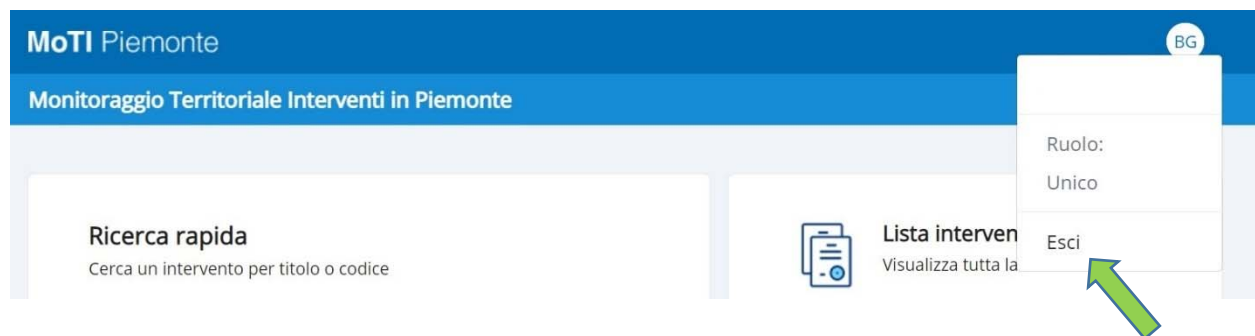 MoTI Piemonte
BG
Monitoraggio Territoriale Interventi in Piemonte
Ruolo:
Unico
Esci
Ricerca rapida
Cerca un intervento per titolo o codice
Lista interven
Visualizza tutta la